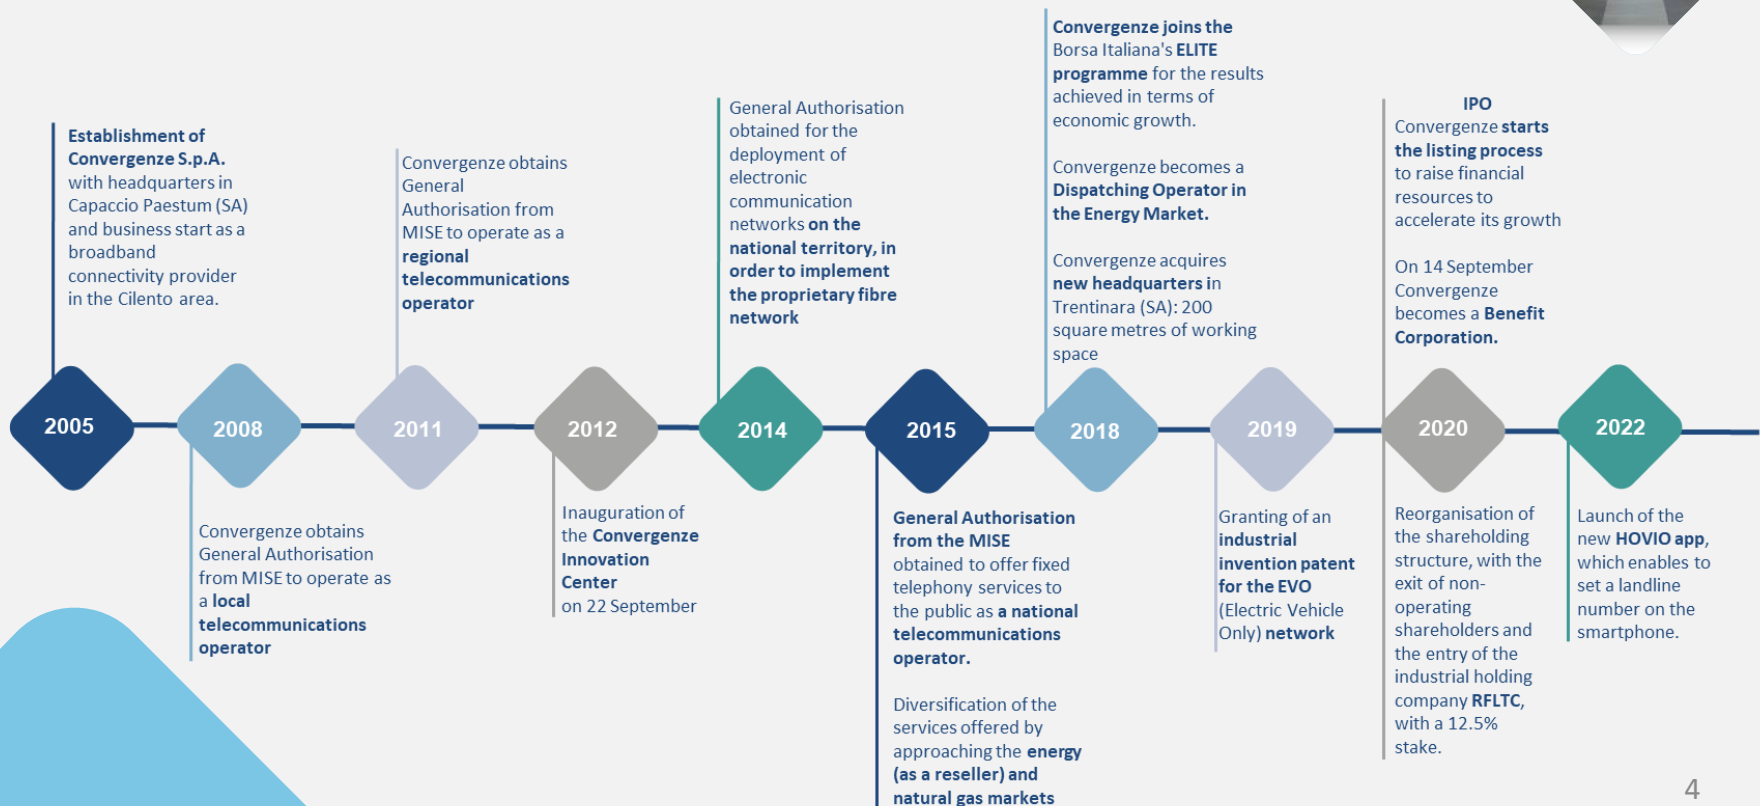 Establishment of
Convergenze S.p.A.
with headquarters in
Capaccio Paestum (SA)
and business start as a
broadband
connectivity provider
in the Cilento area.
Convergenze obtains
General
Authorisation from
MISE to operate as a
regional
telecommunications
operator
General Authorisation
obtained for the
deployment of
electronic
communication
networks on the
national territory, in
order to implement
the proprietary fibre
network
Convergenze joins the
Borsa Italiana's ELITE
programme for the results
achieved in terms of
economic growth.
Convergenze becomes a
Dispatching Operator in
the Energy Market.
Convergenze acquires
new headquarters in
Trentinara (SA): 200
square metres of working
space
IPO
Convergenze starts
the listing process
to raise financial
resources to
accelerate its growth
On 14 September
Convergenze
becomes a Benefit
Corporation.
2005
2008
2011
2012
2014
2015
2018
2019
2020
2022
Convergenze obtains
General Authorisation
from MISE to operate as
a local
telecommunications
operator
Inauguration of
the Convergenze
Innovation
Center
on 22 September
General Authorisation
from the MISE
obtained to offer fixed
telephony services to
the public as a national
telecommunications
operator.
Diversification of the
services offered by
approaching the energy
(as a reseller) and
natural gas markets
Granting of an
industrial
invention patent
for the EVO
(Electric Vehicle
Only) network
Reorganisation of
the shareholding
structure, with the
exit of non-
operating
shareholders and
the entry of the
industrial holding
company RFLTC,
with a 12.5%
stake.
Launch of the
new HOVIO app,
which enables to
set a landline
number on the
smartphone.
4